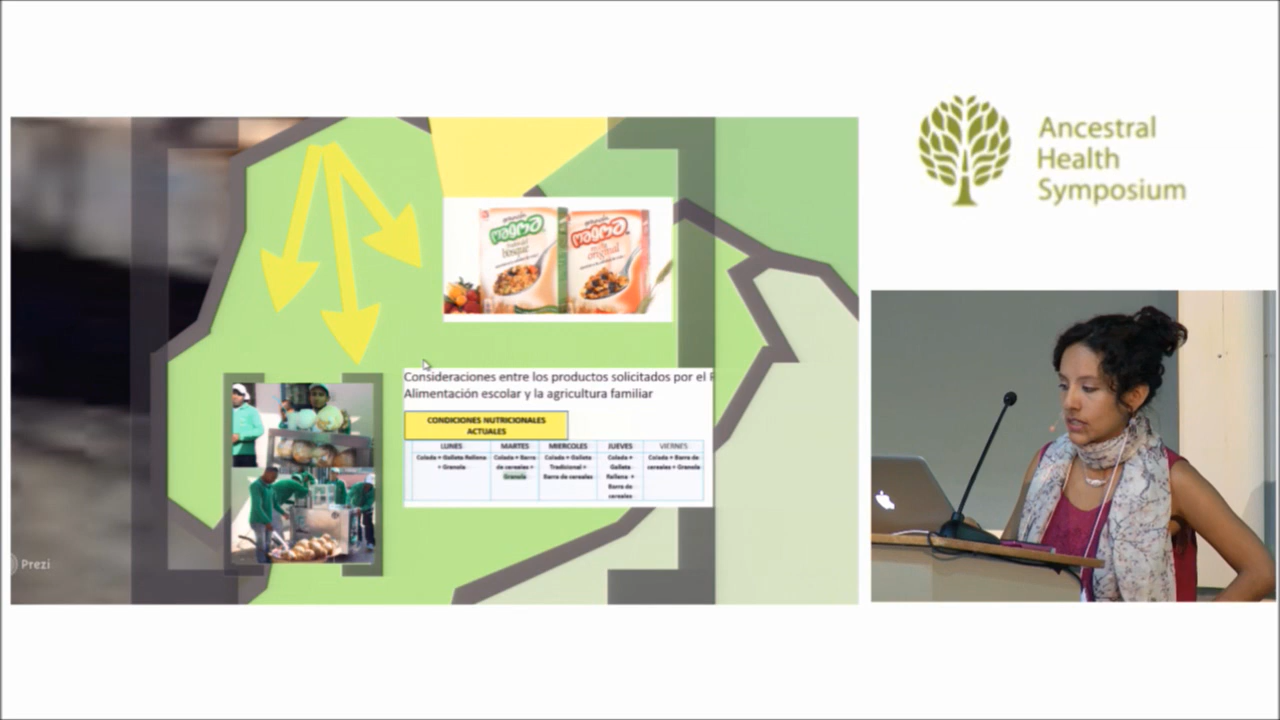 Ancestral
Health
Symposium
bosque
original
Consideraciones entre los productos solicitados por el
Alimentación escolar y la agricultura familiar
CONDICIONES NUTRICIONALES
ACTUALES
LUNES MARTES MIERCOLES JUEVES VIERNES
Colada + Galleta Rellena + Granola
Colada + Barra de cereales + Granola
Colada + Galleta Tradicional + Barra de cereales
Colada + Galleta Rellena + Barra de cereales
Colada + Barra de cereales + Granola
Prezi